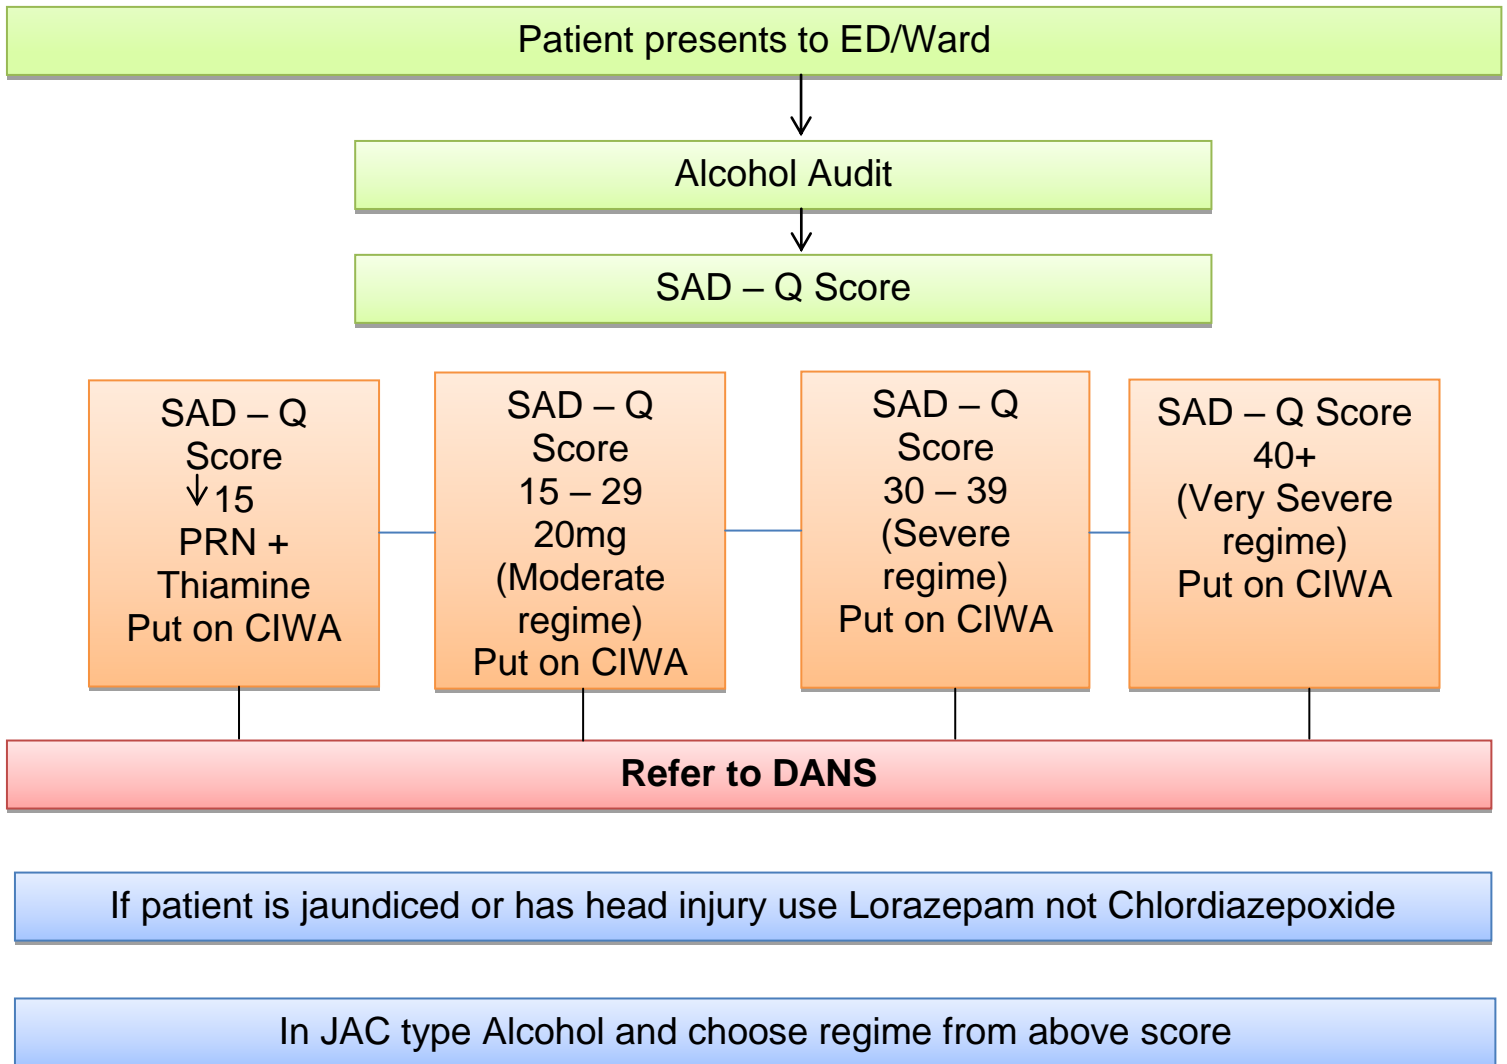 Patient presents to ED/Ward
Alcohol Audit
SAD – Q Score
SAD – Q
Score
↓15
PRN +
Thiamine
Put on CIWA
SAD – Q
Score
15 – 29
20mg
(Moderate
regime)
Put on CIWA
SAD – Q
Score
30 – 39
(Severe
regime)
Put on CIWA
SAD – Q Score
40+
(Very Severe
regime)
Put on CIWA
Refer to DANS
If patient is jaundiced or has head injury use Lorazepam not Chlordiazepoxide
In JAC type Alcohol and choose regime from above score